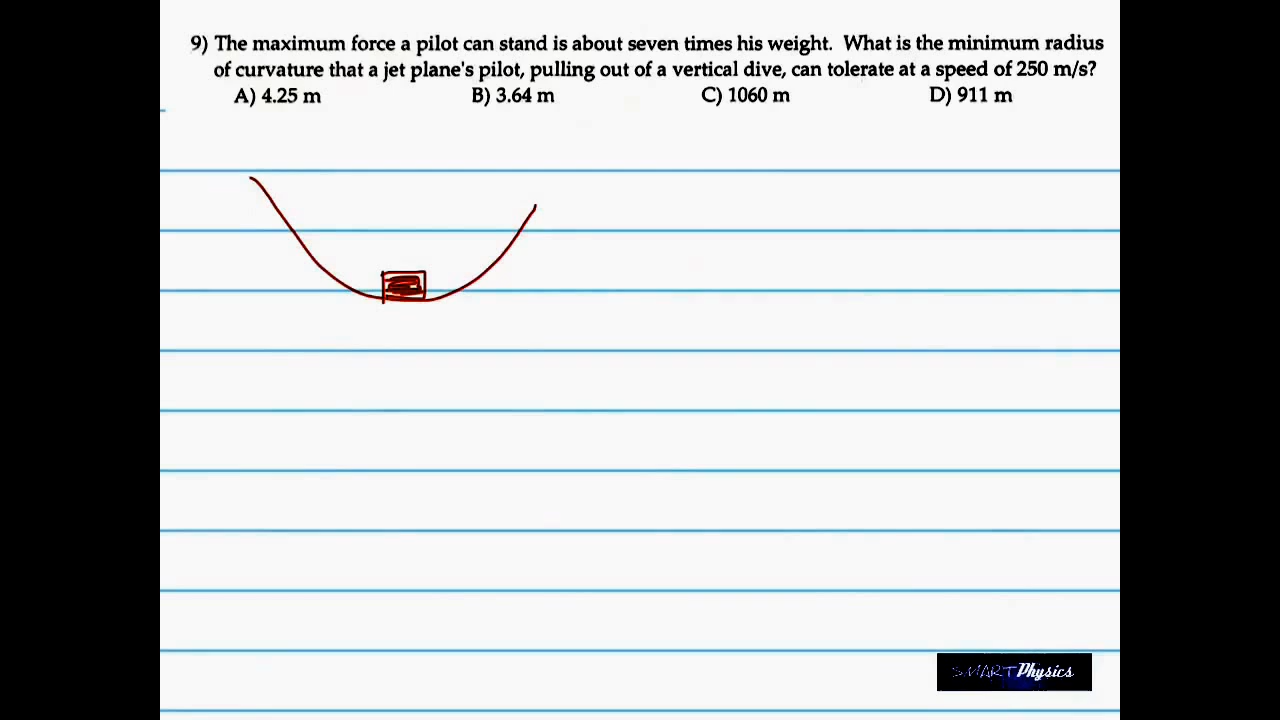 9) The maximum force a pilot can stand is about seven times his weight. What is the minimum radius
of curvature that a jet plane's pilot, pulling out of a vertical dive, can tolerate at a speed of 250 m/s?
A) 4.25 m B) 3.64 m C) 1060 m D) 911 m
SMART Physics